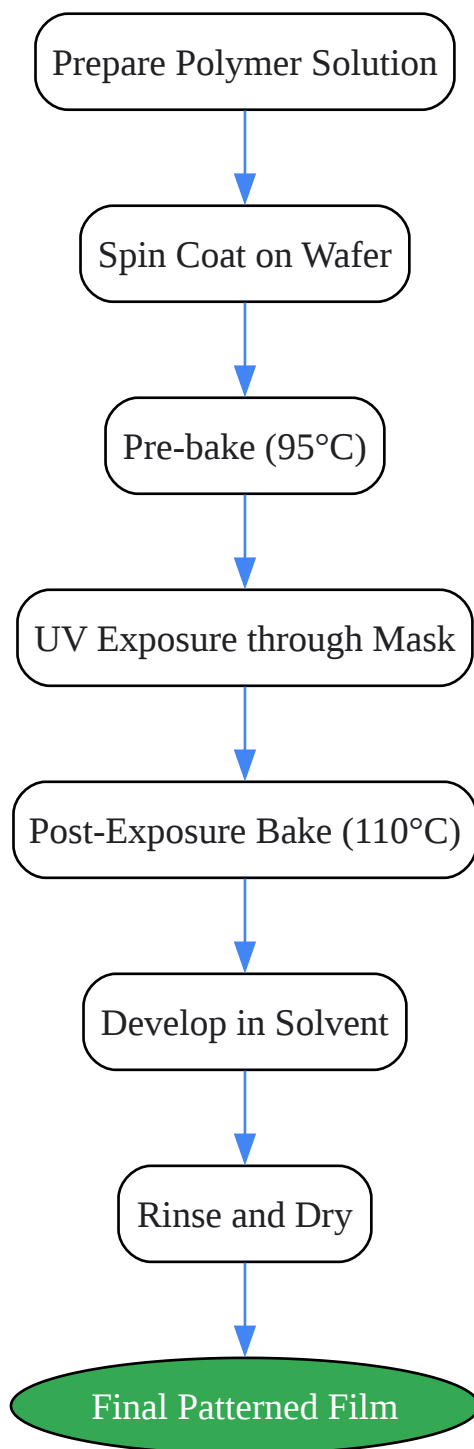 Prepare Polymer Solution
Spin Coat on Wafer
Pre-bake (95°C)
UV Exposure through Mask
Post-Exposure Bake (110°C)
Develop in Solvent
Rinse and Dry
Final Patterned Film